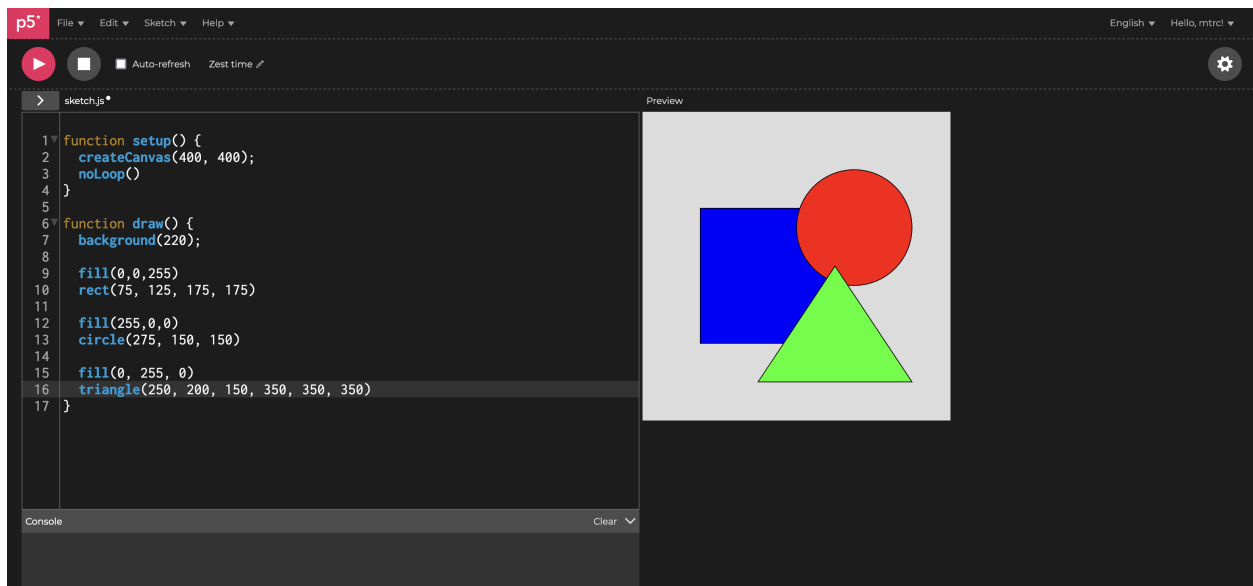 p5* File Edit Sketch Help English Hello, mtrc!
Auto-refresh Zest time
sketch.js
Preview
1 function setup() {
2 createCanvas(400, 400);
3 noLoop()
4 }
5
6 function draw() {
7 background(220);
8
9 fill(0,0,255)
10 rect(75, 125, 175, 175)
11
12 fill(255,0,0)
13 circle(275, 150, 150)
14
15 fill(0, 255, 0)
16 triangle(250, 200, 150, 350, 350, 350)
17 }
Console Clear